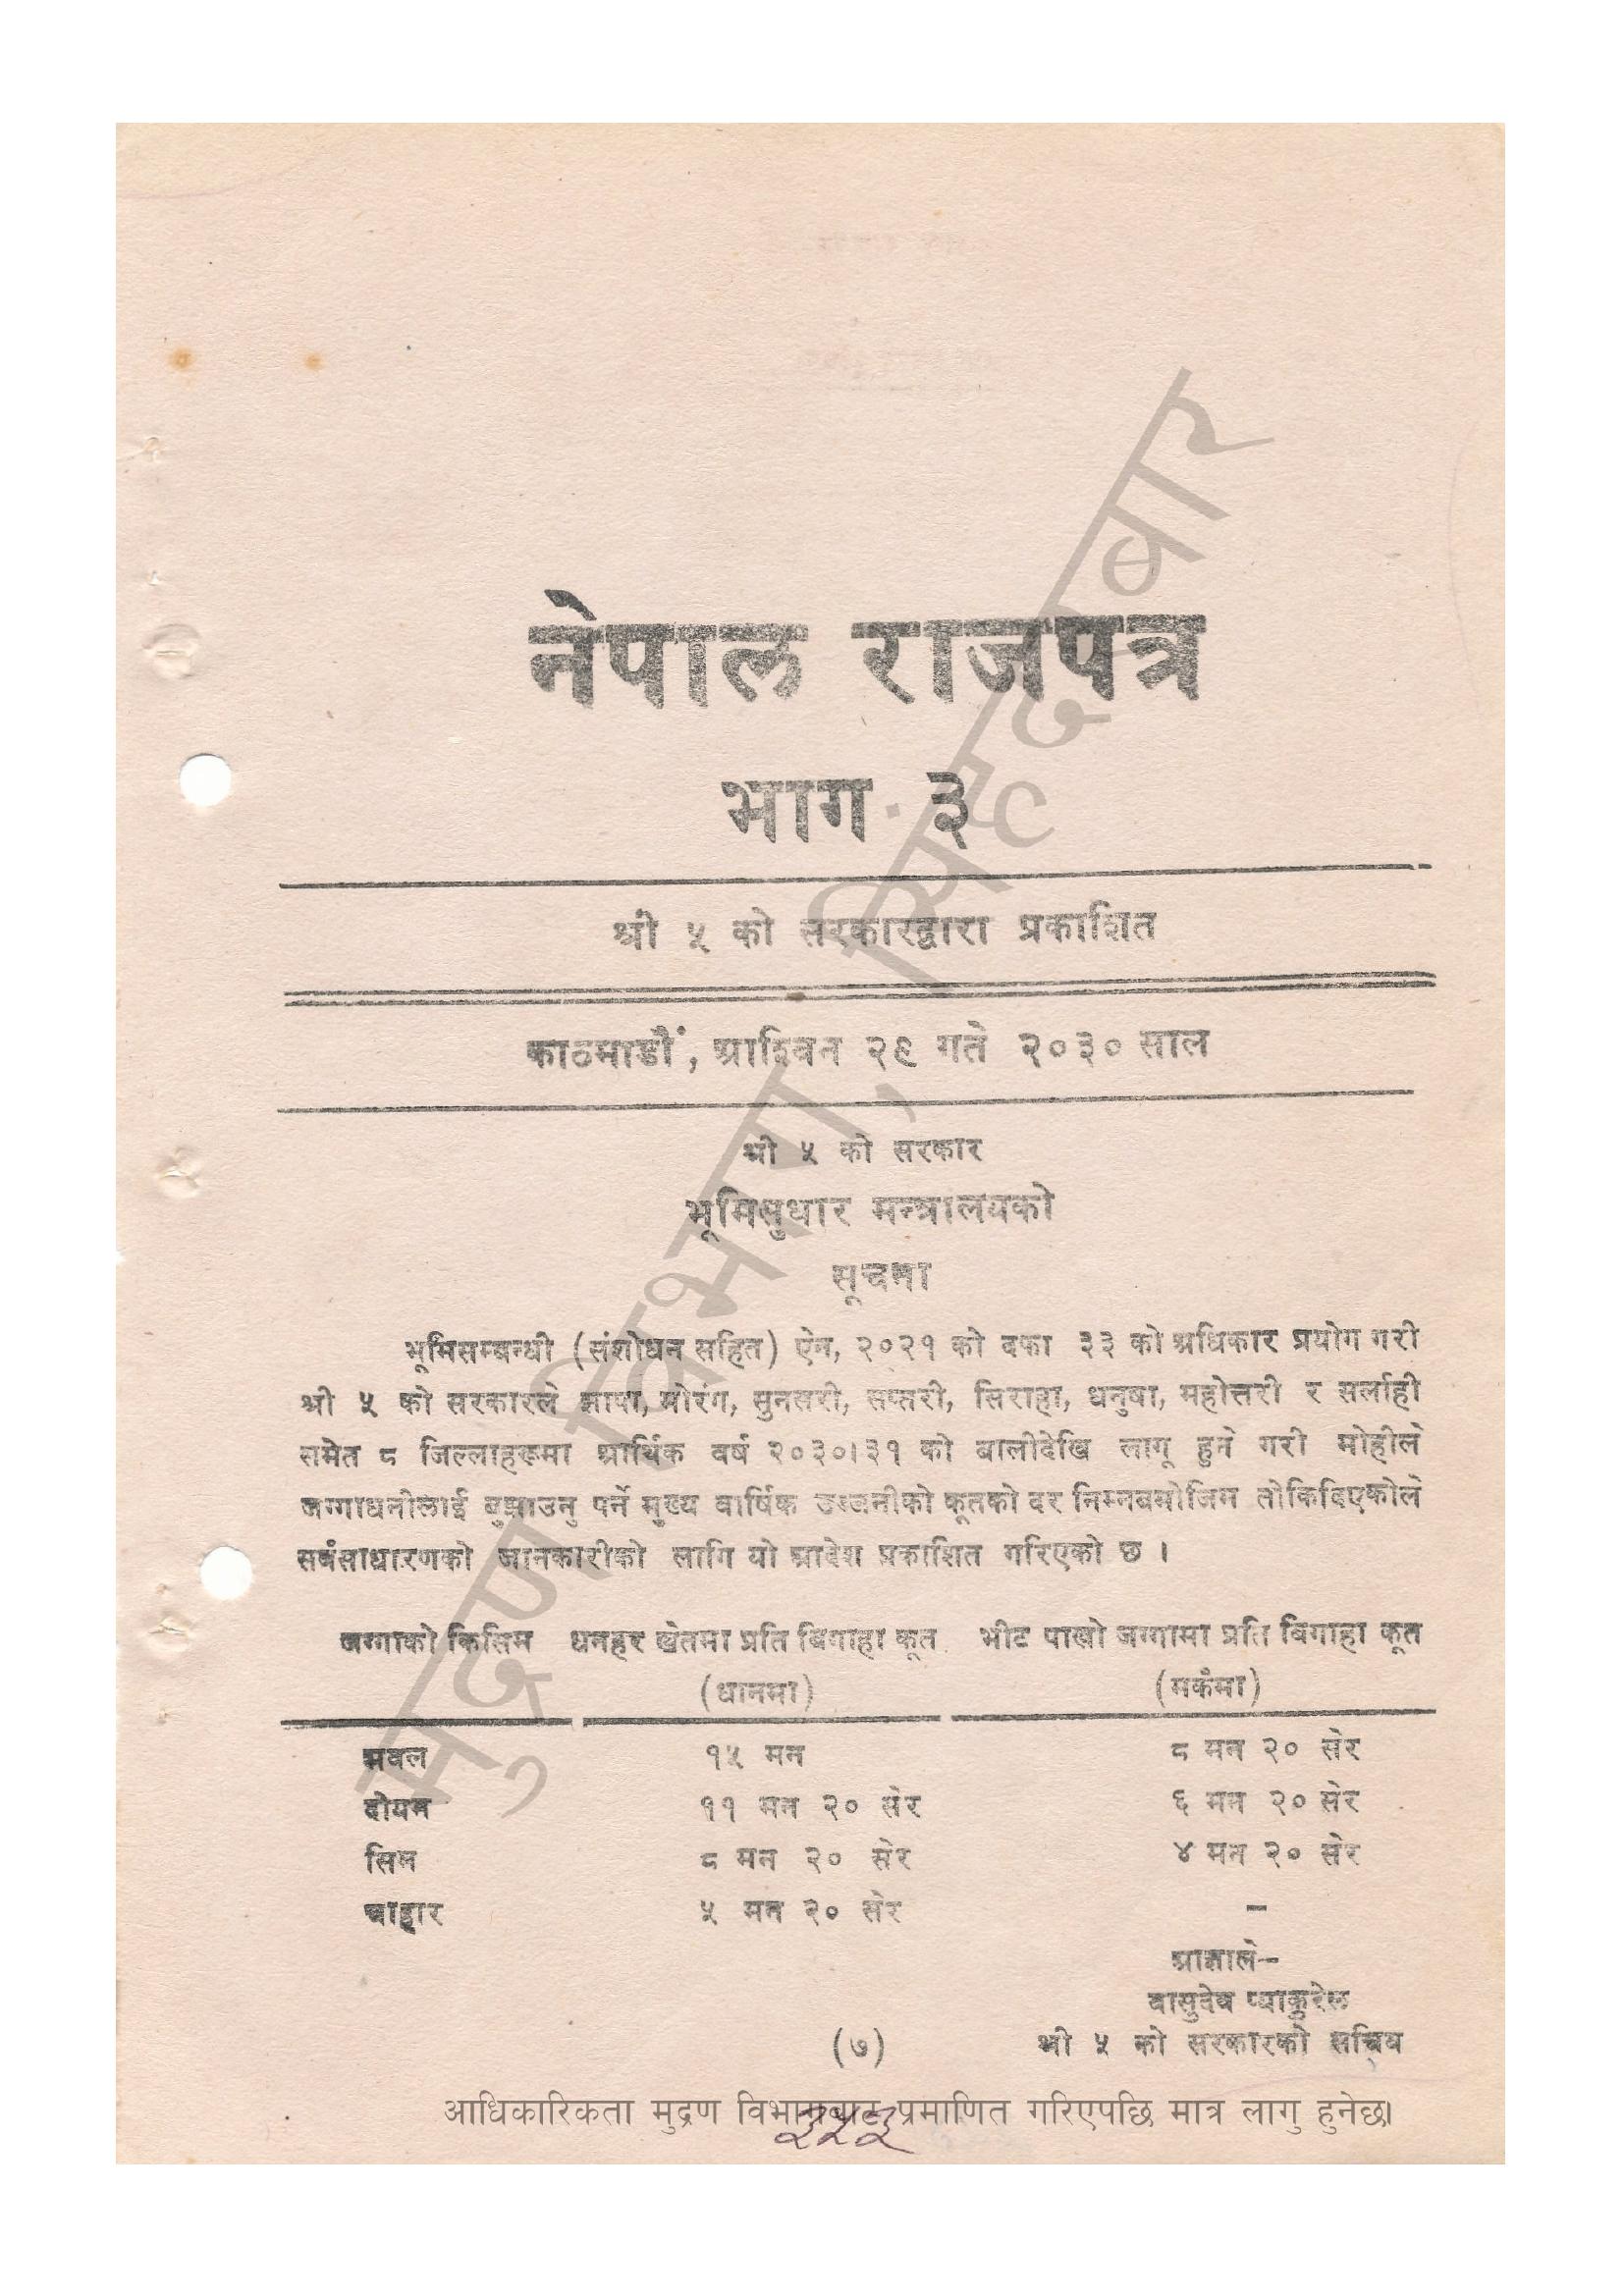 नेपाल राजपत्र
भाग ३
श्री ५ को सरकारद्वारा प्रकाशित
काठमाडौं, आश्विन २९ गते २०३० साल
श्री ५ को सरकार
भूमिसुधार मन्त्रालयको
सूचना
भूमिसम्बन्धी (संशोधन सहित) ऐन, २०२१ को दफा ३३ को अधिकार प्रयोग गरी
श्री ५ को सरकारले झापा, मोरंग, सुनसरी, सप्तरी, सिराहा, धनुषा, महोत्तरी र सर्लाही
समेत ८ जिल्लाहरूमा आर्थिक वर्ष २०३०।३१ को बालीदेखि लागू हुने गरी मोहीले
जग्गाधनीलाई बुझाउनु पर्ने मुख्य वार्षिक उब्जनीको कूतको दर निम्नबमोजिम तोकिदिएकोले
सर्वसाधारणको जानकारीको लागि यो आदेश प्रकाशित गरिएको छ ।
जग्गाको किसिम धनहर खेतमा प्रति बिगाहा कूत भीट पाखो जग्गामा प्रति बिगाहा कूत
(धानमा) (मकैमा)
अवल १५ मन ८ मन २० सेर
दोयम ११ मन २० सेर ६ मन २० सेर
सिम ८ मन २० सेर ४ मन २० सेर
चाहार ५ मन २० सेर –
आज्ञाले–
वासुदेव प्याकुरेल
श्री ५ को सरकारको सचिव
(७)
आधिकारिकता मुद्रण विभागबाट प्रमाणित गरिएपछि मात्र लागु हुनेछ।
३५३
मुद्रण विभाग, सिंहदरबार